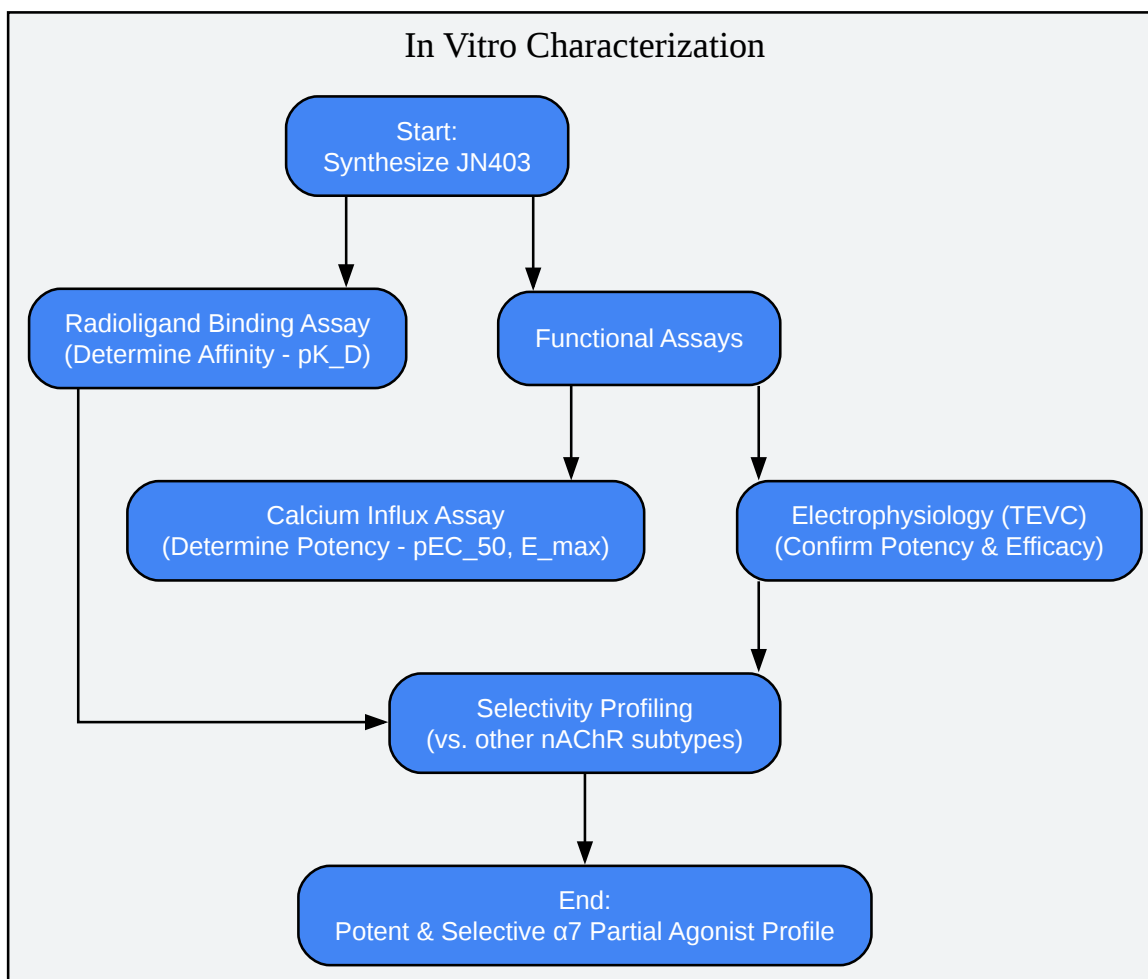 In Vitro Characterization
Start:
Synthesize JN403
Radioligand Binding Assay
(Determine Affinity - pK_D)
Functional Assays
Calcium Influx Assay
(Determine Potency - pEC_50, E_max)
Electrophysiology (TEVC)
(Confirm Potency & Efficacy)
Selectivity Profiling
(vs. other nAChR subtypes)
End:
Potent & Selective α7 Partial Agonist Profile